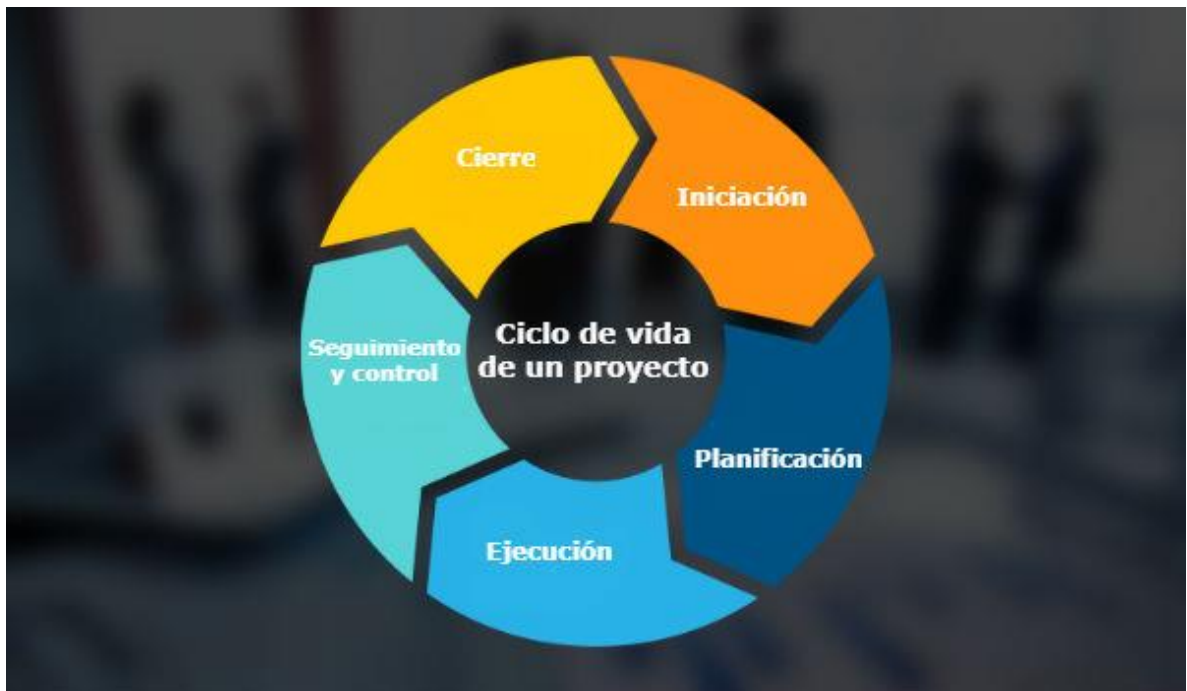 Ciclo de vida
de un proyecto
Iniciación
Planificación
Ejecución
Seguimiento
y control
Cierre